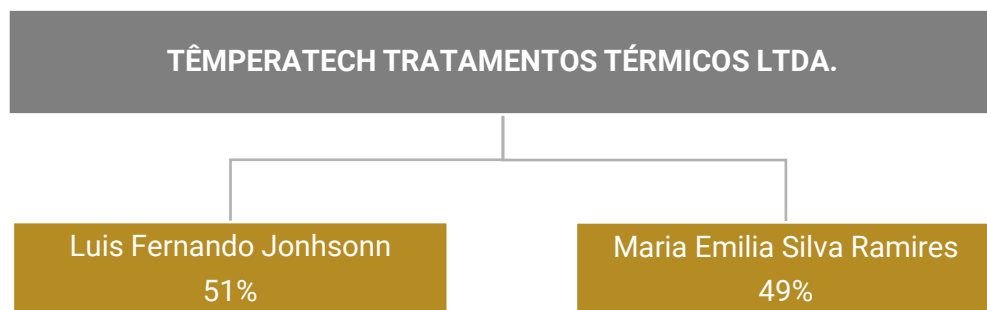 TÊMPERATECH TRATAMENTOS TÉRMICOS LTDA.
Luis Fernando Jonhsonn
51%
Maria Emilia Silva Ramires
49%